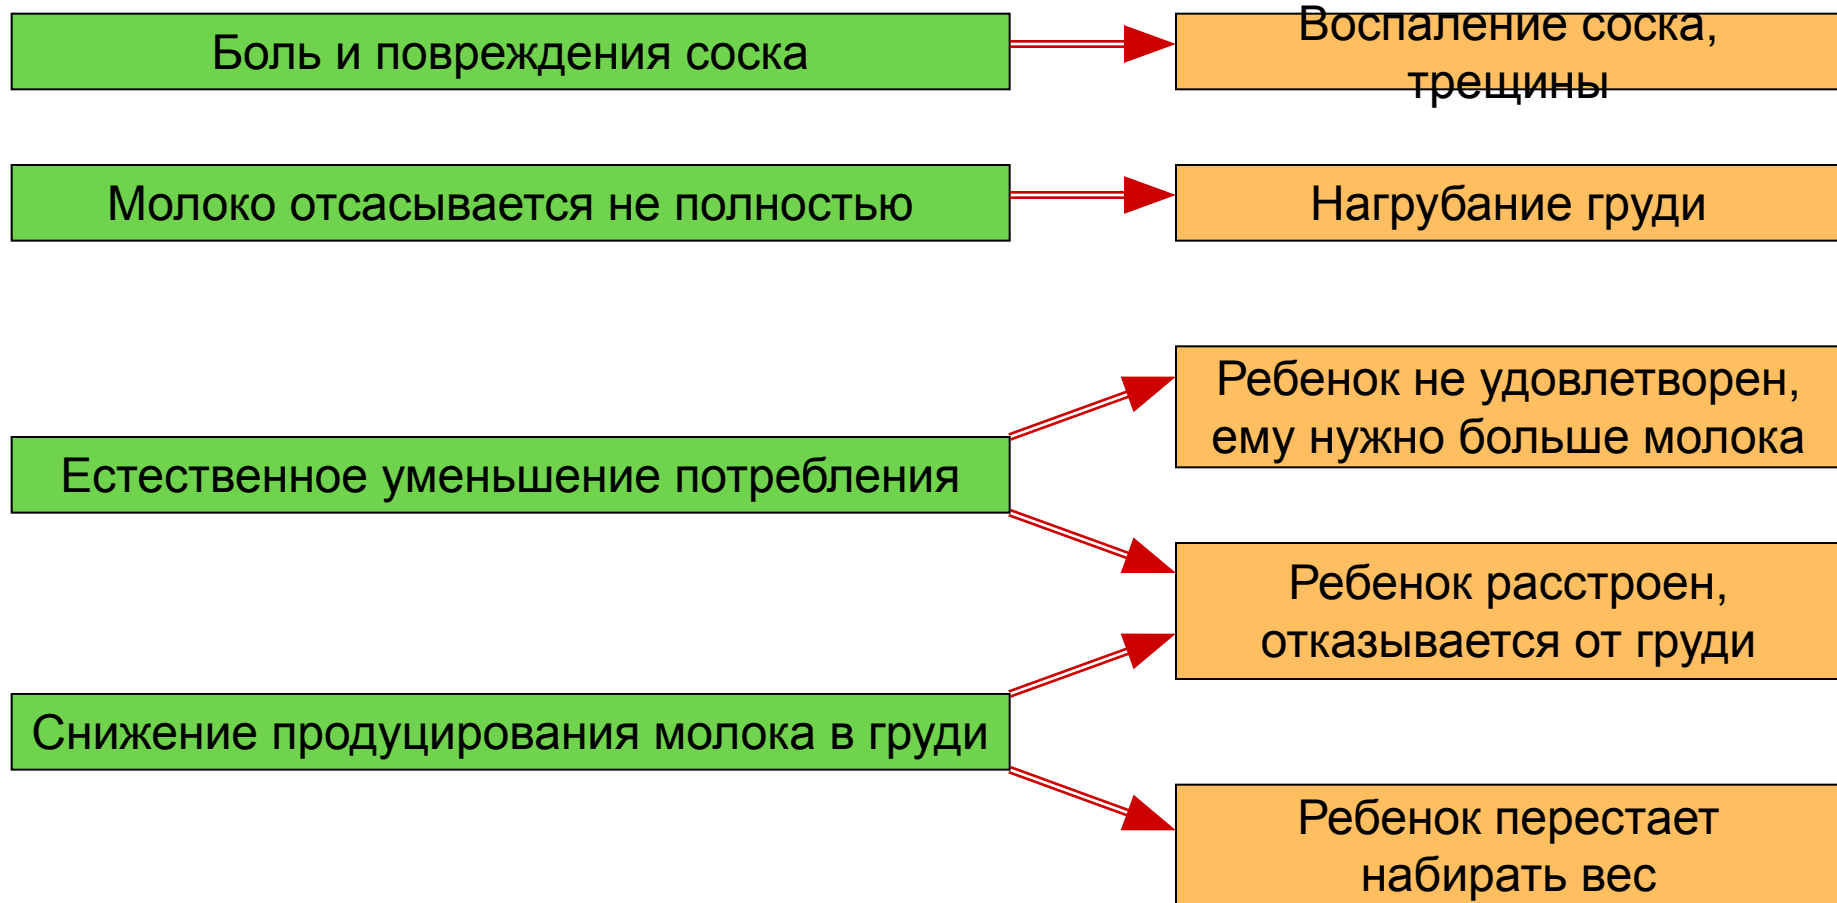 Боль и повреждения соска
Воспаление соска,
трещины
Молоко отсасывается не полностью
Нагрубание груди
Ребенок не удовлетворен,
ему нужно больше молока
Естественное уменьшение потребления
Ребенок расстроен,
отказывается от груди
Снижение продуцирования молока в груди
Ребенок перестает
набирать вес